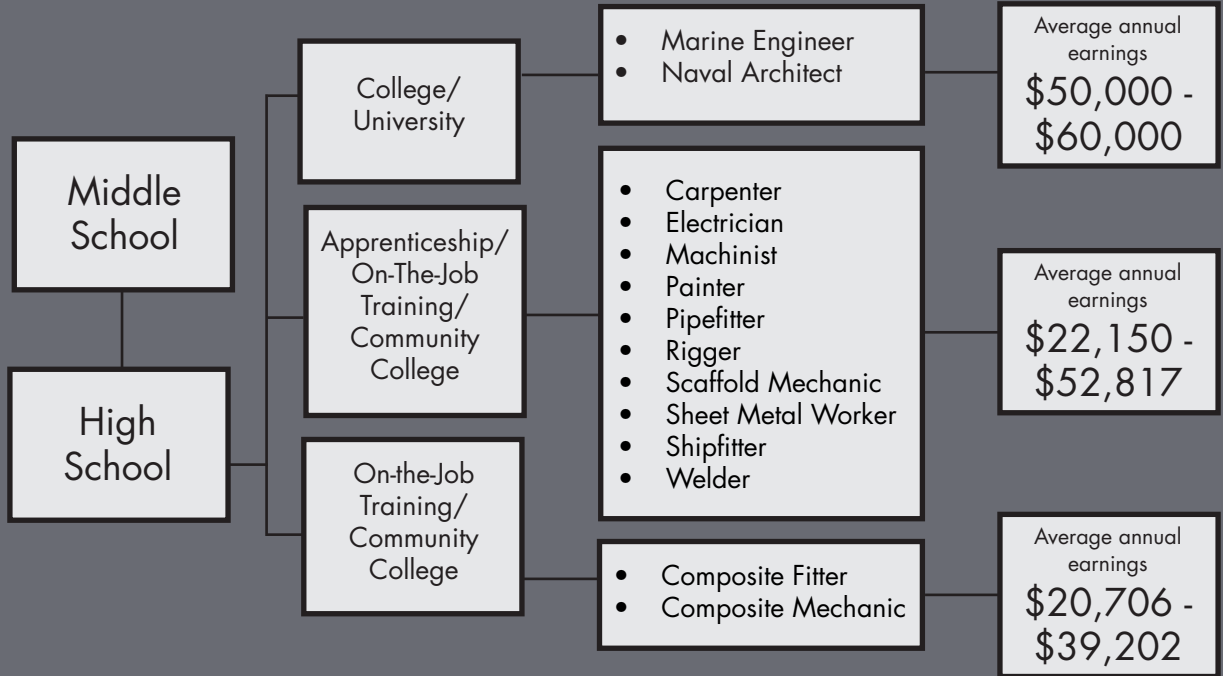 Middle
School
High
School
College/
University
Apprenticeship/
On-The-Job
Training/
Community
College
On-the-Job
Training/
Community
College
• Marine Engineer
• Naval Architect
• Carpenter
• Electrician
• Machinist
• Painter
• Pipefitter
• Rigger
• Scaffold Mechanic
• Sheet Metal Worker
• Shipfitter
• Welder
• Composite Fitter
• Composite Mechanic
Average annual
earnings
$50,000 -
$60,000
Average annual
earnings
$22,150 -
$52,817
Average annual
earnings
$20,706 -
$39,202